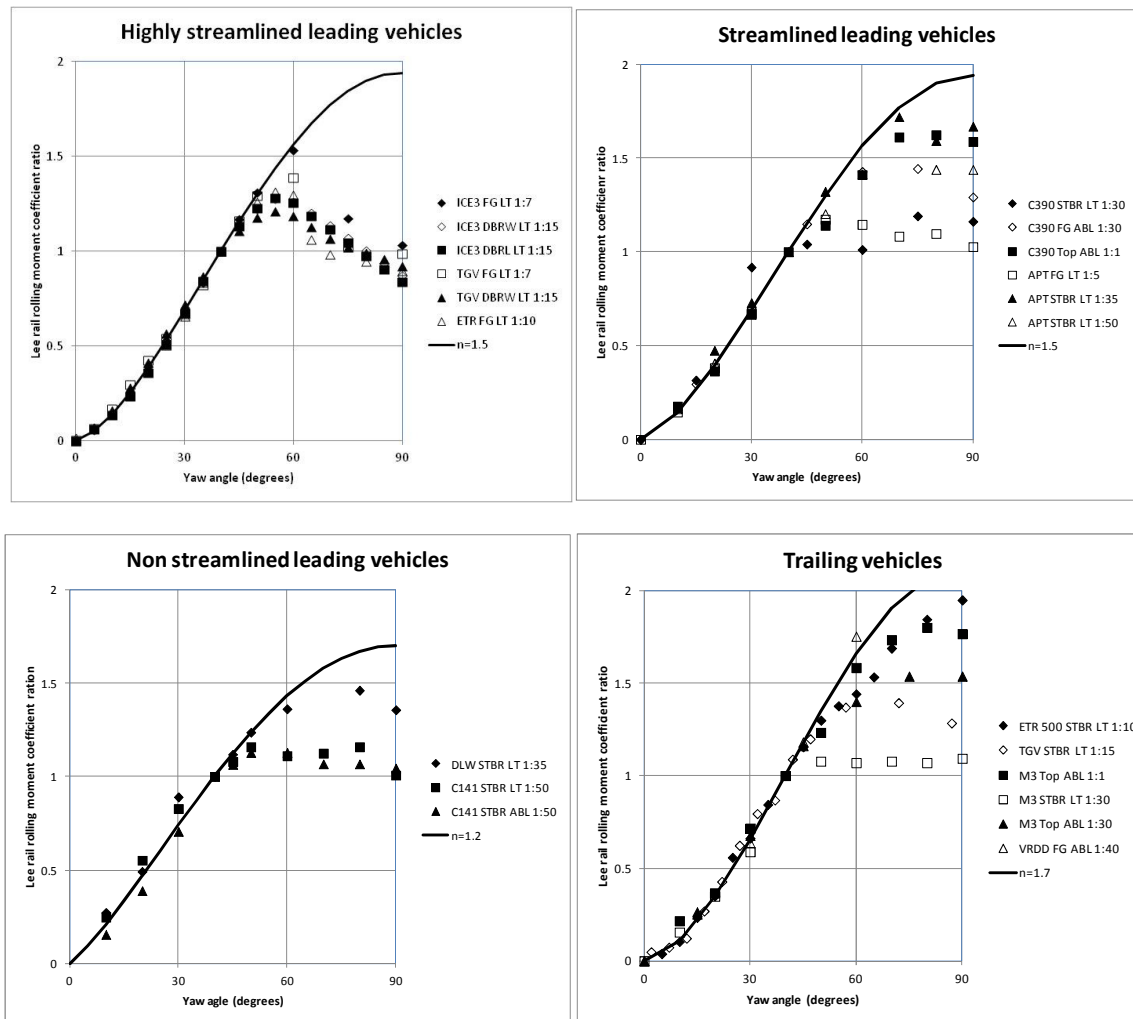 Highly streamlined leading vehicles
Lee rail rolling moment coefficient ratio
2
1.5
1
0.5
0
0
30
60
90
Yaw angle (degrees)
ICE3 FG LT 1:7
ICE3 DBRW LT 1:15
ICE3 DBRL LT 1:15
TGV FG LT 1:7
TGV DBRW LT 1:15
ETR FG LT 1:10
n=1.5
Streamlined leading vehicles
Lee rail rolling moment coefficienr ratio
2
1.5
1
0.5
0
0
30
60
90
Yaw angle (degrees)
C390 STBR LT 1:30
C390 FG ABL 1:30
C390 Top ABL 1:1
APT FG LT 1:5
APT STBR LT 1:35
APT STBR LT 1:50
n=1.5
Non streamlined leading vehicles
Lee rail rolling moment coefficient ration
2
1.5
1
0.5
0
0
30
60
90
Yaw agle (degrees)
DLW STBR LT 1:35
C141 STBR LT 1:50
C141 STBR ABL 1:50
n=1.2
Trailing vehicles
Lee rail rolling moment coefficient ratio
2
1.5
1
0.5
0
0
30
60
90
Yaw angle (degrees)
ETR 500 STBR LT 1:10
TGV STBR LT 1:15
M3 Top ABL 1:1
M3 STBR LT 1:30
M3 Top ABL 1:30
VRDD FG ABL 1:40
n=1.7